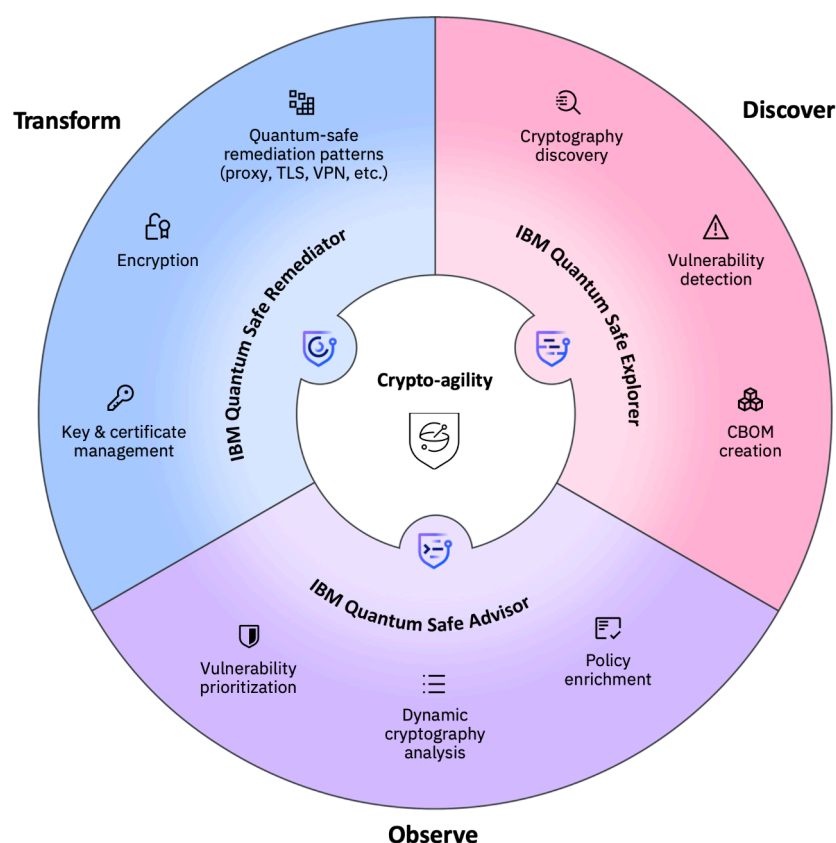 Transform
Quantum-safe
remediation patterns
(proxy, TLS, VPN, etc.)
Encryption
Key & certificate
management
IBM Quantum Safe Remediator
Discover
Cryptography
discovery
Vulnerability
detection
CBOM
creation
IBM Quantum Safe Explorer
Crypto-agility
IBM Quantum Safe Advisor
Vulnerability
prioritization
Dynamic
cryptography
analysis
Policy
enrichment
Observe